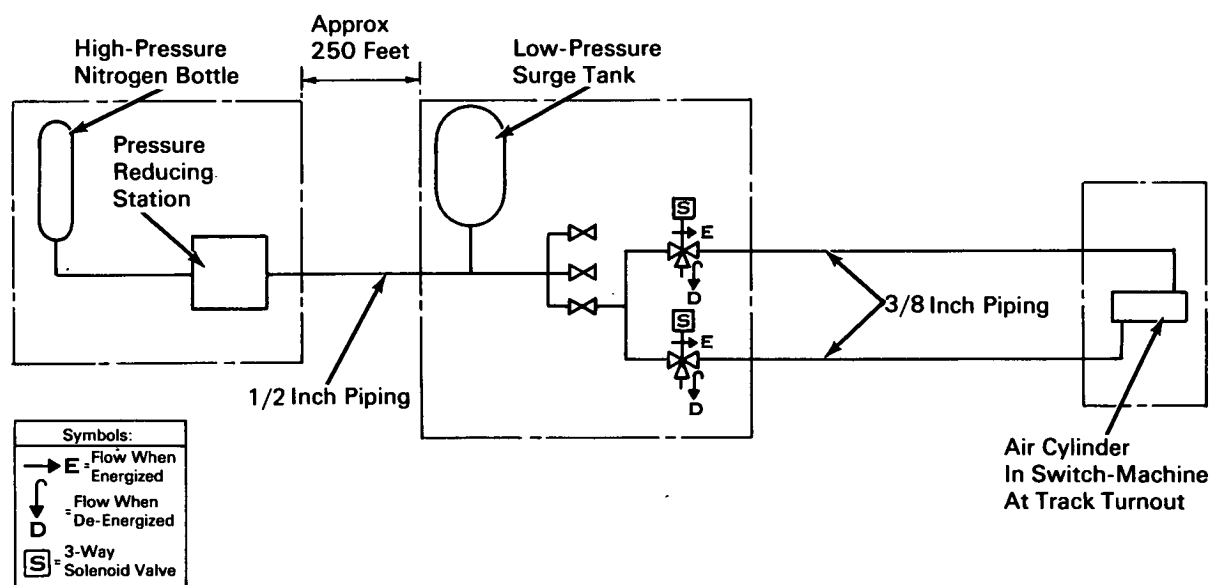 Approx
250 Feet
High-Pressure
Nitrogen Bottle
Low-Pressure
Surge Tank
Pressure
Reducing
Station
S
E
D
S
E
D
3/8 Inch Piping
1/2 Inch Piping
Air Cylinder
In Switch-Machine
At Track Turnout
Symbols:
E = Flow When
Energized
D = Flow When
De-Energized
S = 3-Way
Solenoid Valve